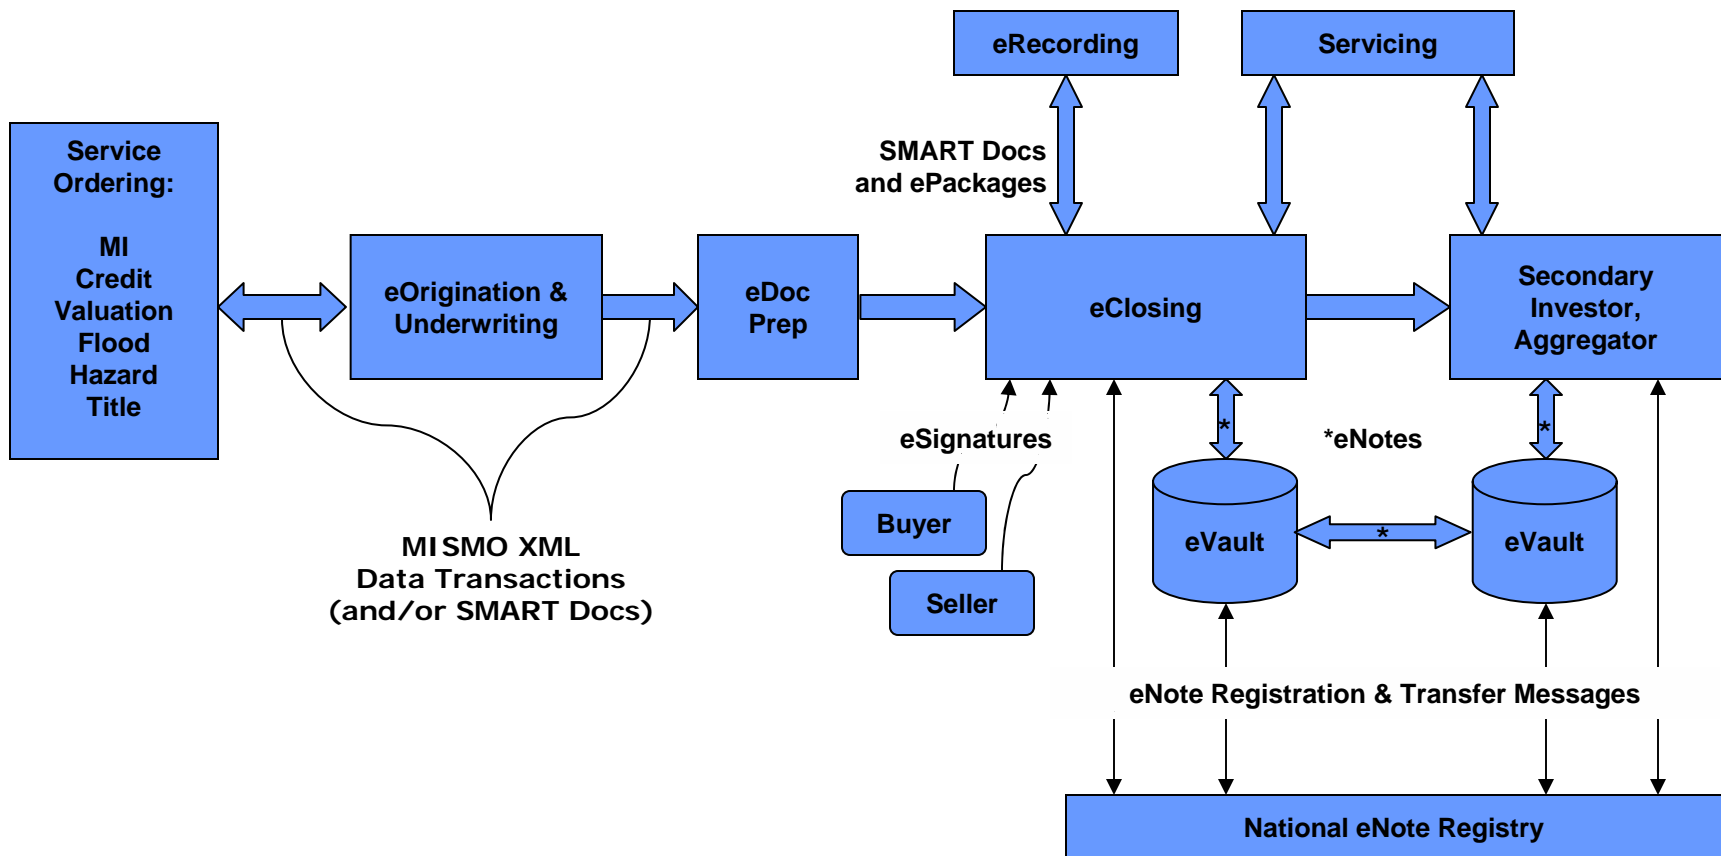 eRecording
Servicing
Service
Ordering:
MI
Credit
Valuation
Flood
Hazard
Title
SMART Docs
and ePackages
eOrigination &
Underwriting
eDoc
Prep
eClosing
Secondary
Investor,
Aggregator
MISMO XML
Data Transactions
(and/or SMART Docs)
eSignatures
Buyer
Seller
*
*
*eNotes
eVault
*
eVault
eNote Registration & Transfer Messages
National eNote Registry